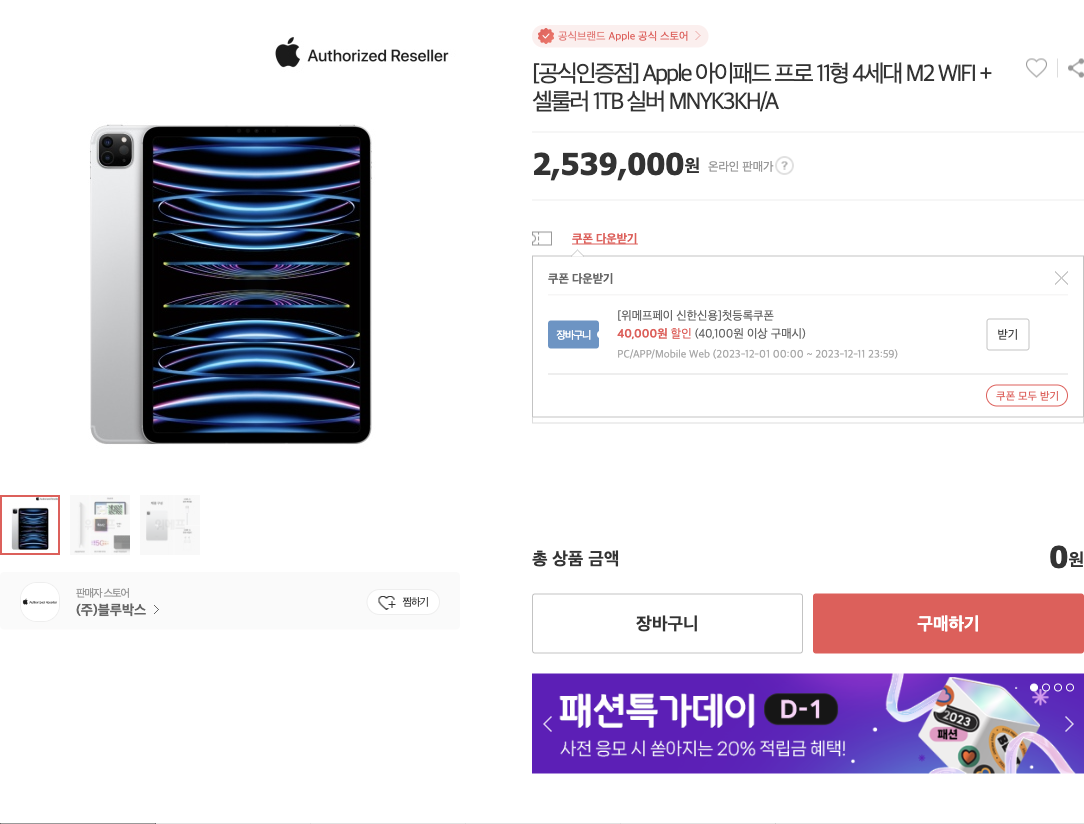 Authorized Reseller
공식브랜드 Apple 공식 스토어
[공식인증점] Apple 아이패드 프로 11형 4세대 M2 WIFI +
셀룰러 1TB 실버 MNYK3KH/A
2,539,000원 온라인 판매가 ?
쿠폰 다운받기
쿠폰 다운받기
장바구니
[위메프페이 신한신용]첫등록쿠폰
40,000원 할인 (40,100원 이상 구매시)
PC/APP/Mobile Web (2023-12-01 00:00 ~ 2023-12-11 23:59)
받기
쿠폰 모두 받기
판매자 스토어
(주)블루박스
찜하기
총 상품 금액
0원
장바구니
구매하기
패션특가데이 D-1
사전 응모 시 쏟아지는 20% 적립금 혜택!
2023
패션